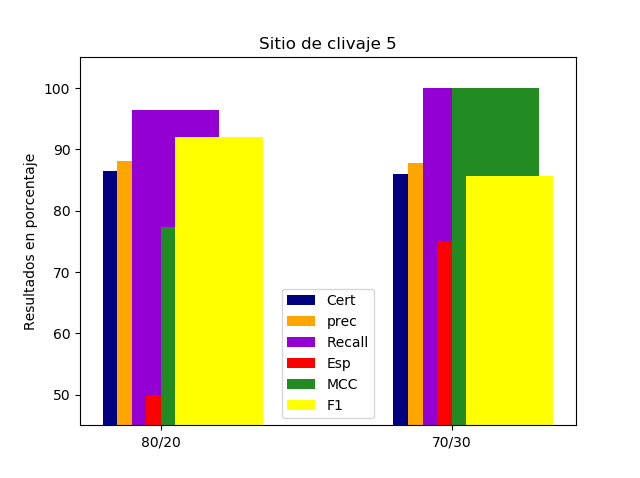 Sitio de clivaje 5
Resultados en porcentaje
100
90
80
70
60
50
80/20
70/30
Cert
prec
Recall
Esp
MCC
F1